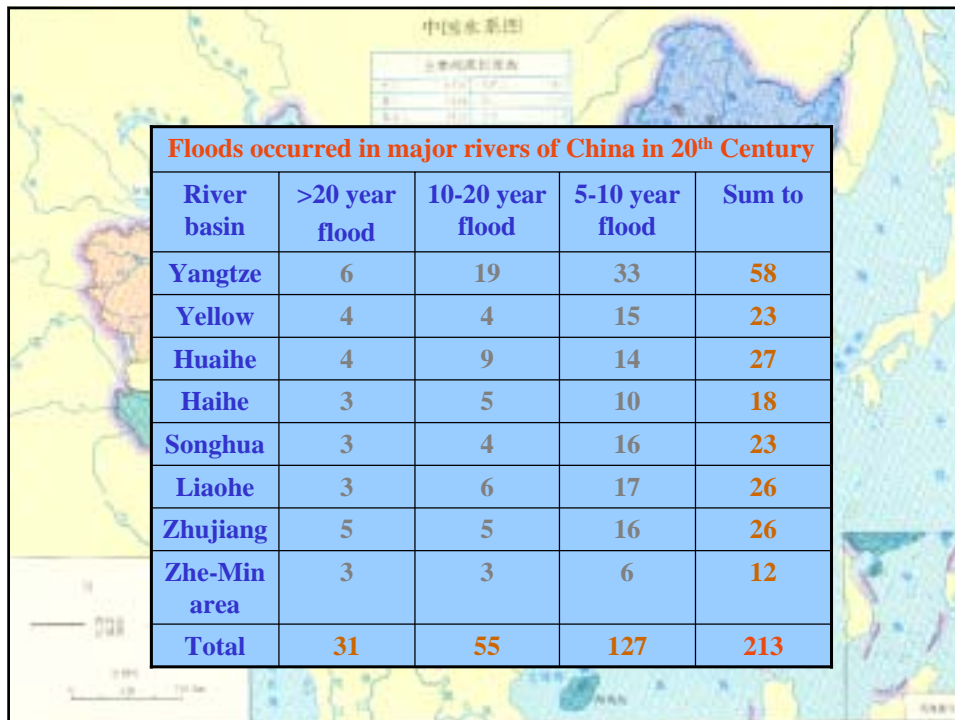 中国水系图
Floods occurred in major rivers of China in 20th Century
River basin >20 year flood 10-20 year flood 5-10 year flood Sum to
Yangtze 6 19 33 58
Yellow 4 4 15 23
Huaihe 4 9 14 27
Haihe 3 5 10 18
Songhua 3 4 16 23
Liaohe 3 6 17 26
Zhujiang 5 5 16 26
Zhe-Min area 3 3 6 12
Total 31 55 127 213